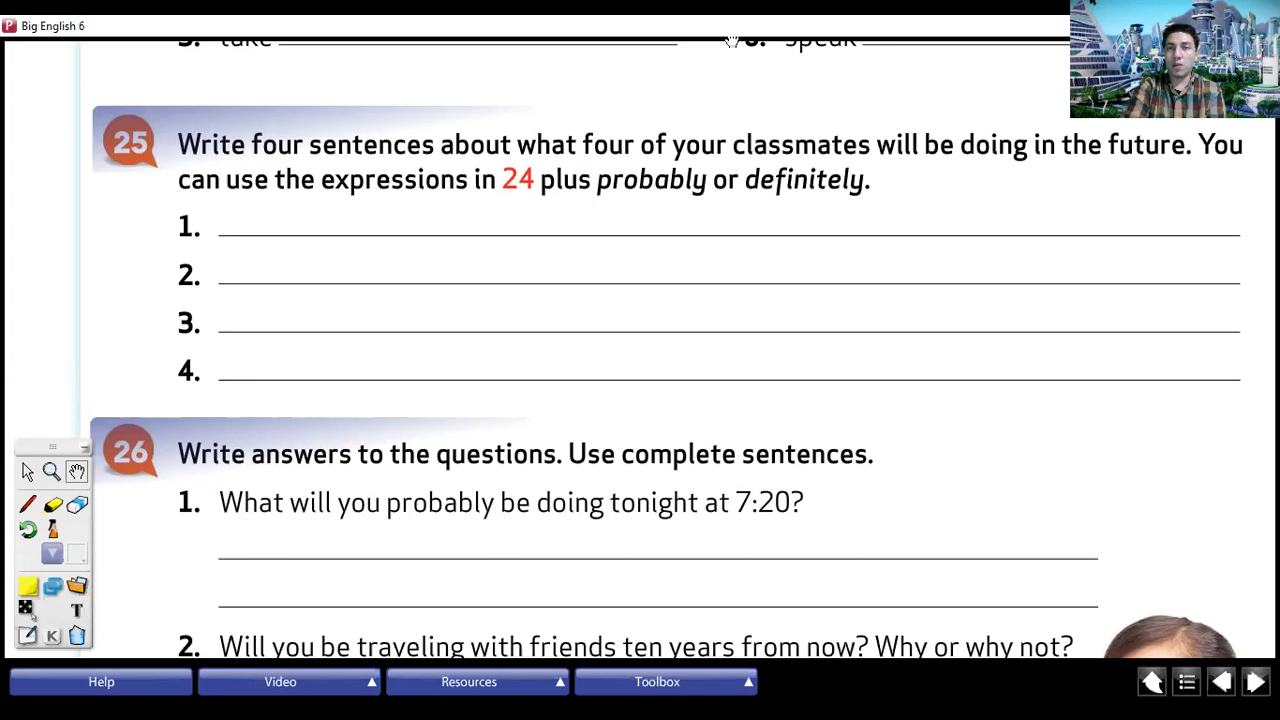 Big English 6
take
speak
25 Write four sentences about what four of your classmates will be doing in the future. You
can use the expressions in 24 plus probably or definitely.
1.
2.
3.
4.
26 Write answers to the questions. Use complete sentences.
1. What will you probably be doing tonight at 7:20?
2. Will you be traveling with friends ten years from now? Why or why not?
T
K
Help
Video
Resources
Toolbox